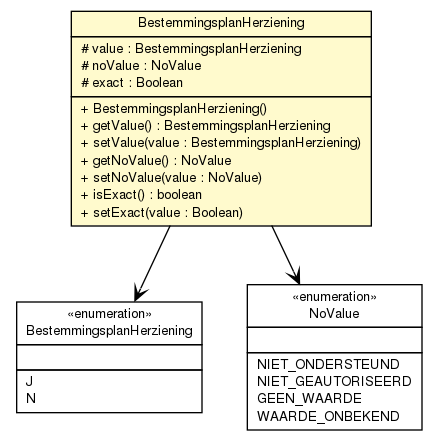 BestemmingsplanHerziening
# value : BestemmingsplanHerziening
# noValue : NoValue
# exact : Boolean
+ BestemmingsplanHerziening()
+ getValue() : BestemmingsplanHerziening
+ setValue(value : BestemmingsplanHerziening)
+ getNoValue() : NoValue
+ setNoValue(value : NoValue)
+ isExact() : boolean
+ setExact(value : Boolean)
«enumeration»
BestemmingsplanHerziening
J
N
«enumeration»
NoValue
NIET_ONDERSTEUND
NIET_GEAUTORISEERD
GEEN_WAARDE
WAARDE_ONBEKEND